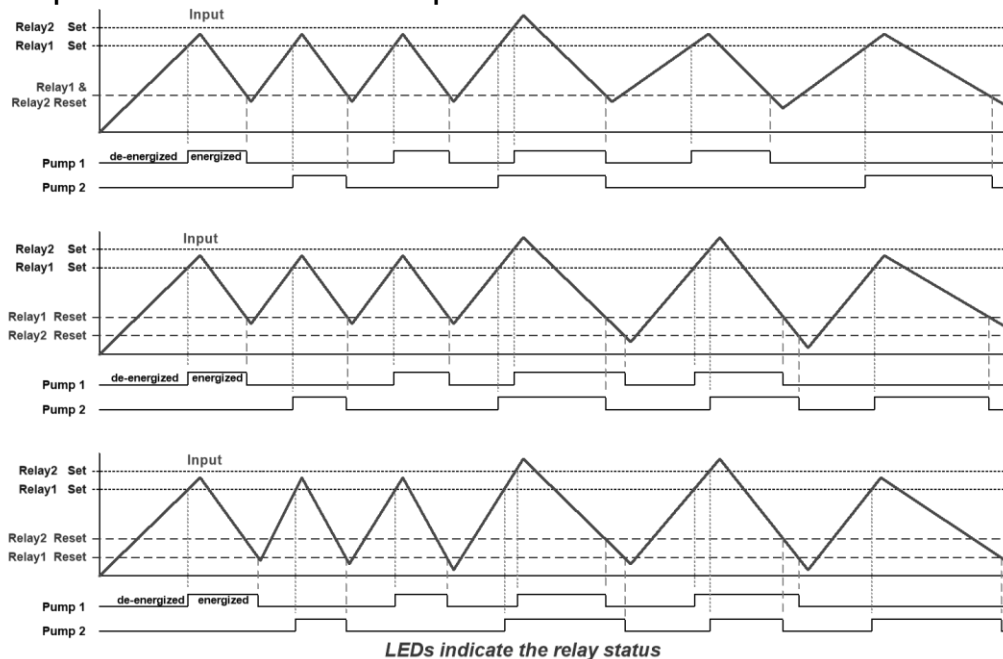 Input
Relay2 Set
Relay1 Set
Relay1 &
Relay2 Reset
Pump 1 de-energized energized
Pump 2
Input
Relay2 Set
Relay1 Set
Relay1 Reset
Relay2 Reset
Pump 1 de-energized energized
Pump 2
Input
Relay2 Set
Relay1 Set
Relay2 Reset
Relay1 Reset
Pump 1 de-energized energized
Pump 2
LEDs indicate the relay status